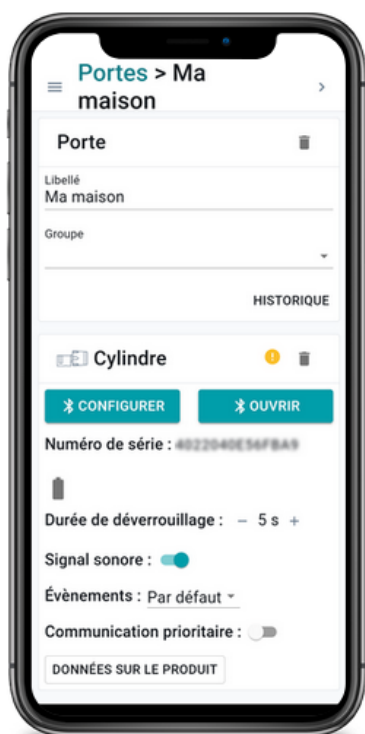 Portes > Ma
maison
Porte
Libellé
Ma maison
Groupe
HISTORIQUE
Cylindre
CONFIGURER
OUVRIR
Numéro de série :
Durée de déverrouillage : – 5 s +
Signal sonore :
Évènements : Par défaut
Communication prioritaire :
DONNÉES SUR LE PRODUIT